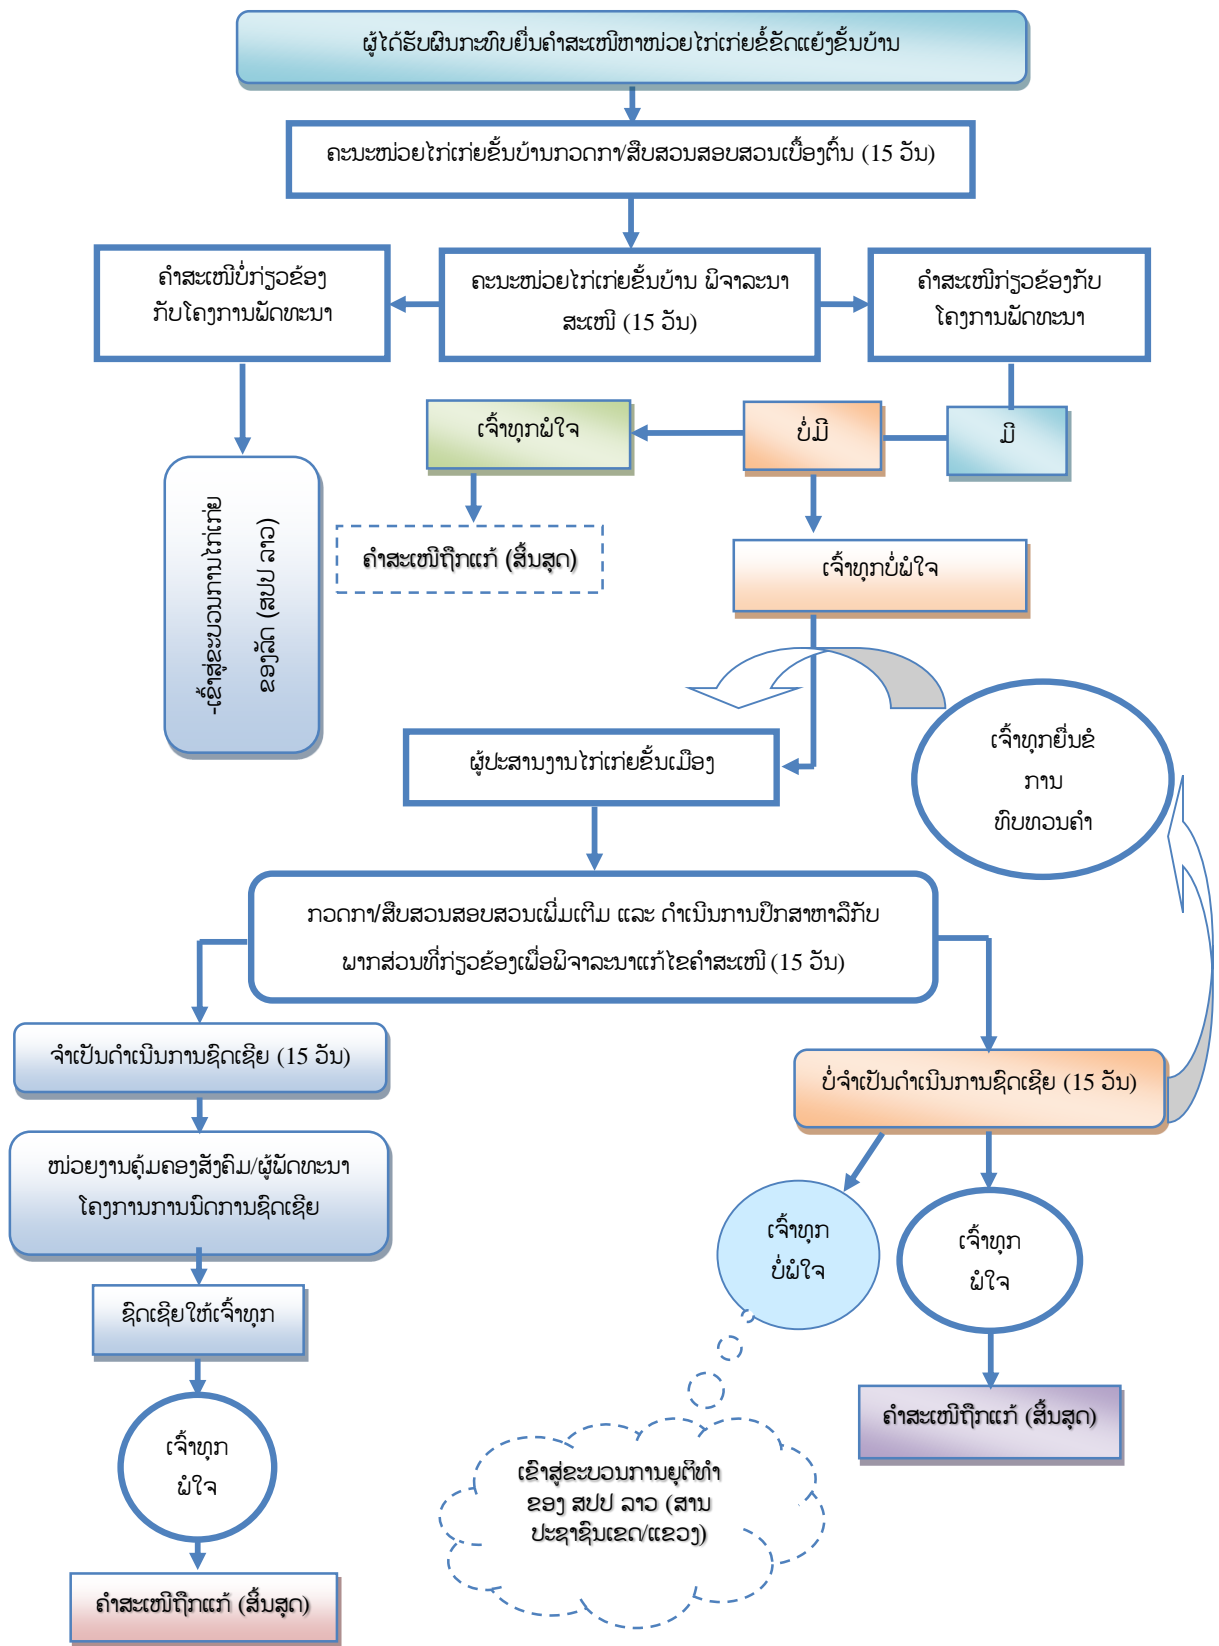 ຜູ້ໄດ້ຮັບຜົນກະທົບຍື່ນຄຳສະເໜີຫາໜ່ວຍໄກ່ເກ່ຍຂໍ້ຂັດແຍ້ງຂັ້ນບ້ານ
ຄະນະໜ່ວຍໄກ່ເກ່ຍຂັ້ນບ້ານກວດກາ/ສືບສວນສອບສວນເບື້ອງຕົ້ນ (15 ວັນ)
ຄຳສະເໜີບໍ່ກ່ຽວຂ້ອງ
ກັບໂຄງການພັດທະນາ
ຄະນະໜ່ວຍໄກ່ເກ່ຍຂັ້ນບ້ານ ພິຈາລະນາ
ສະເໜີ (15 ວັນ)
ຄຳສະເໜີກ່ຽວຂ້ອງກັບ
ໂຄງການພັດທະນາ
ເຈົ້າທຸກພໍໃຈ
ບໍ່ມີ
ມີ
-ເຂົ້າສູ່ຂະບວນການໄກ່ເກ່ຍ
ຂອງລັດ (ສປປ ລາວ)
ຄຳສະເໜີຖືກແກ້ (ສິ້ນສຸດ)
ເຈົ້າທຸກບໍ່ພໍໃຈ
ຜູ້ປະສານງານໄກ່ເກ່ຍຂັ້ນເມືອງ
ເຈົ້າທຸກຍື່ນຂໍ
ການ
ທົບທວນຄຳ
ກວດກາ/ສືບສວນສອບສວນເພີ່ມເຕີມ ແລະ ດຳເນີນການປຶກສາຫາລືກັບ
ພາກສ່ວນທີ່ກ່ຽວຂ້ອງເພື່ອພິຈາລະນາແກ້ໄຂຄຳສະເໜີ (15 ວັນ)
ຈຳເປັນດຳເນີນການຊົດເຊີຍ (15 ວັນ)
ບໍ່ຈຳເປັນດຳເນີນການຊົດເຊີຍ (15 ວັນ)
ໜ່ວຍງານຄຸ້ມຄອງສັງຄົມ/ຜູ້ພັດທະນາ
ໂຄງການການນົດການຊົດເຊີຍ
ເຈົ້າທຸກ
ບໍ່ພໍໃຈ
ເຈົ້າທຸກ
ພໍໃຈ
ຊົດເຊີຍໃຫ້ເຈົ້າທຸກ
ຄຳສະເໜີຖືກແກ້ (ສິ້ນສຸດ)
ເຈົ້າທຸກ
ພໍໃຈ
ເຂົ້າສູ່ຂະບວນການຍຸຕິທຳ
ຂອງ ສປປ ລາວ (ສານ
ປະຊາຊົນເຂດ/ແຂວງ)
ຄຳສະເໜີຖືກແກ້ (ສິ້ນສຸດ)